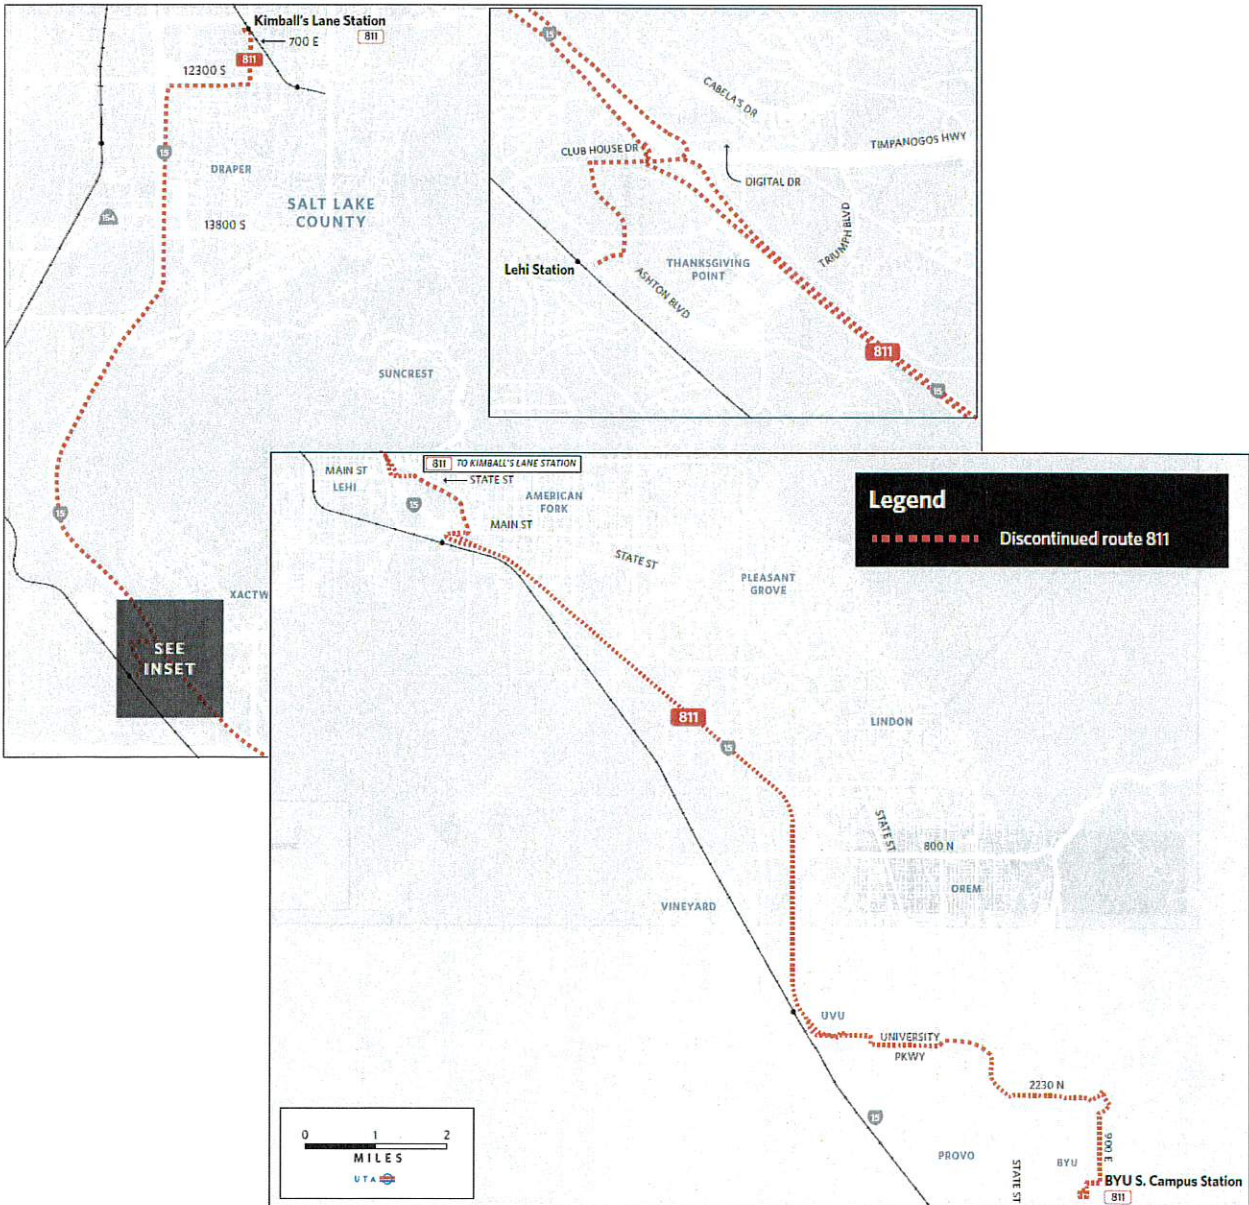 Kimball's Lane Station
811
700 E
811
12300 S
15
DRAPER
154
SALT LAKE
COUNTY
13800 S
SUNCREST
15
XACTW
SEE
INSET
15
CABELA'S DR
TIMPANOGOS HWY
CLUB HOUSE DR
DIGITAL DR
TRIUMPH BLVD
THANKSGIVING
POINT
Lehi Station
ASHTON BLVD
811
15
811 TO KIMBALL'S LANE STATION
MAIN ST
STATE ST
LEHI
AMERICAN
FORK
15
MAIN ST
Legend
Discontinued route 811
STATE ST
PLEASANT
GROVE
811
LINDON
15
STATE ST
800 N
OREM
VINEYARD
UVU
UNIVERSITY
PKWY
2230 N
15
900 E
PROVO
BYU
STATE ST
BYU S. Campus Station
811
0 1 2
MILES
UTA